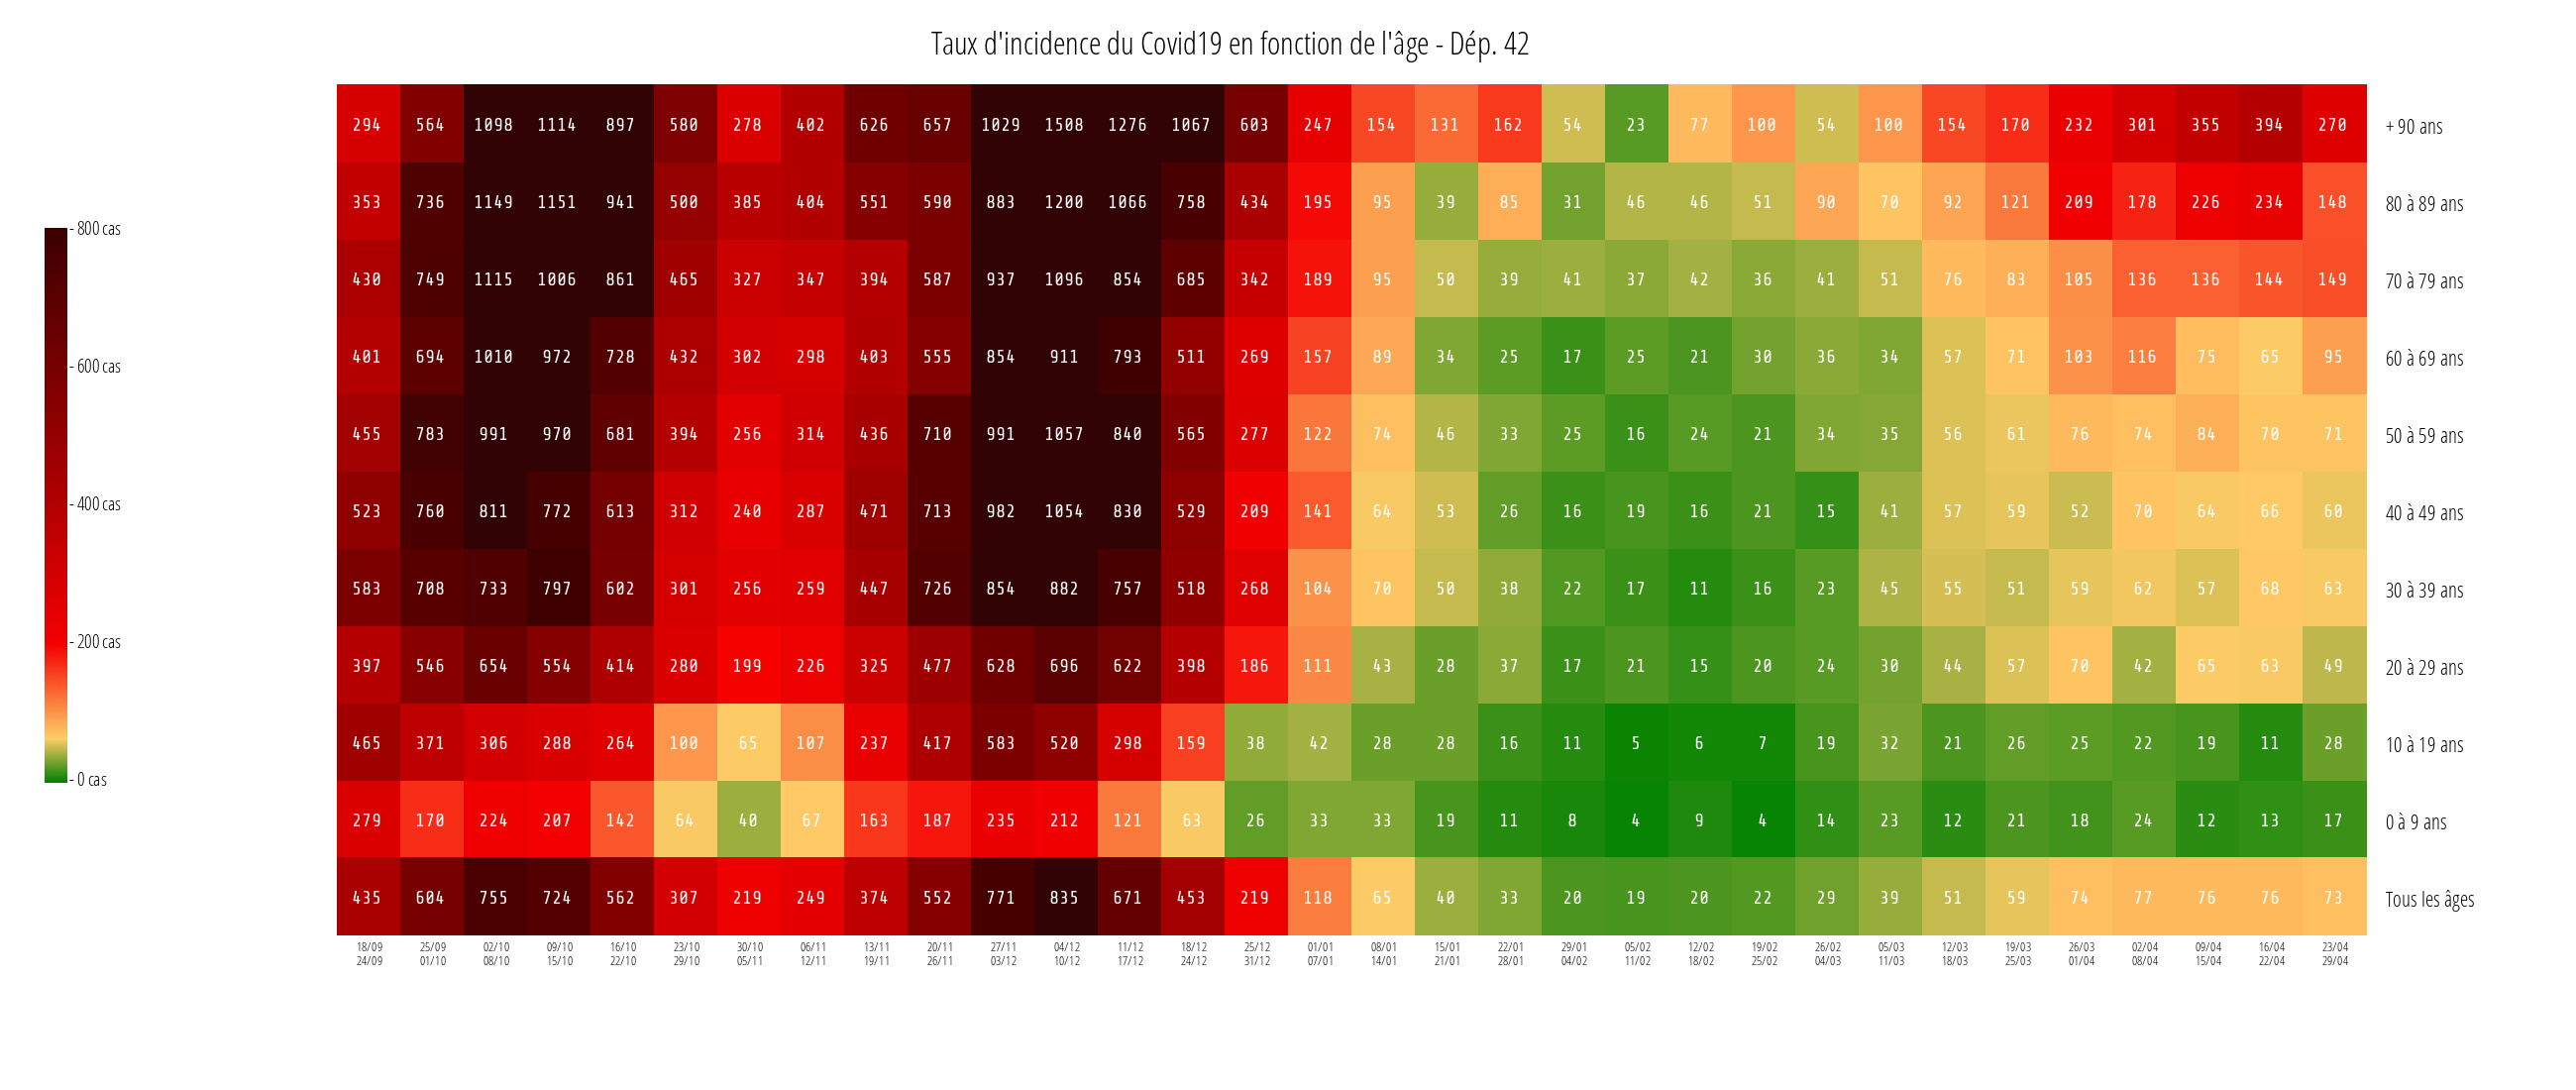 Taux d'incidence du Covid19 en fonction de l'âge - Dép. 42
- 800 cas
- 600 cas
- 400 cas
- 200 cas
- 0 cas
294 564 1098 1114 897 580 278 402 626 657 1029 1508 1276 1067 603 247 154 131 162 54 23 77 100 54 100 154 170 232 301 355 394 270 + 90 ans
353 736 1149 1151 941 500 385 404 551 590 883 1200 1066 758 434 195 95 39 85 31 46 46 51 90 70 92 121 209 178 226 234 148 80 à 89 ans
430 749 1115 1006 861 465 327 347 394 587 937 1096 854 685 342 189 95 50 39 41 37 42 36 41 51 76 83 105 136 136 144 149 70 à 79 ans
401 694 1010 972 728 432 302 298 403 555 854 911 793 511 269 157 89 34 25 17 25 21 30 36 34 57 71 103 116 75 65 95 60 à 69 ans
455 783 991 970 681 394 256 314 436 710 991 1057 840 565 277 122 74 46 33 25 16 24 21 34 35 56 61 76 74 84 70 71 50 à 59 ans
523 760 811 772 613 312 240 287 471 713 982 1054 830 529 209 141 64 53 26 16 19 16 21 15 41 57 59 52 70 64 66 60 40 à 49 ans
583 708 733 797 602 301 256 259 447 726 854 882 757 518 268 104 70 50 38 22 17 11 16 23 45 55 51 59 62 57 68 63 30 à 39 ans
397 546 654 554 414 280 199 226 325 477 628 696 622 398 186 111 43 28 37 17 21 15 20 24 30 44 57 70 42 65 63 49 20 à 29 ans
465 371 306 288 264 100 65 107 237 417 583 520 298 159 38 42 28 28 16 11 5 6 7 19 32 21 26 25 22 19 11 28 10 à 19 ans
279 170 224 207 142 64 40 67 163 187 235 212 121 63 26 33 33 19 11 8 4 9 4 14 23 12 21 18 24 12 13 17 0 à 9 ans
435 604 755 724 562 307 219 249 374 552 771 835 671 453 219 118 65 40 33 20 19 20 22 29 39 51 59 74 77 76 76 73 Tous les âges
18/09 25/09 02/10 09/10 16/10 23/10 30/10 06/11 13/11 20/11 27/11 04/12 11/12 18/12 25/12 01/01 08/01 15/01 22/01 29/01 05/02 12/02 19/02 26/02 05/03 12/03 19/03 26/03 02/04 09/04 16/04 23/04
24/09 01/10 08/10 15/10 22/10 29/10 05/11 12/11 19/11 26/11 03/12 10/12 17/12 24/12 31/12 07/01 14/01 21/01 28/01 04/02 11/02 18/02 25/02 04/03 11/03 18/03 25/03 01/04 08/04 15/04 22/04 29/04